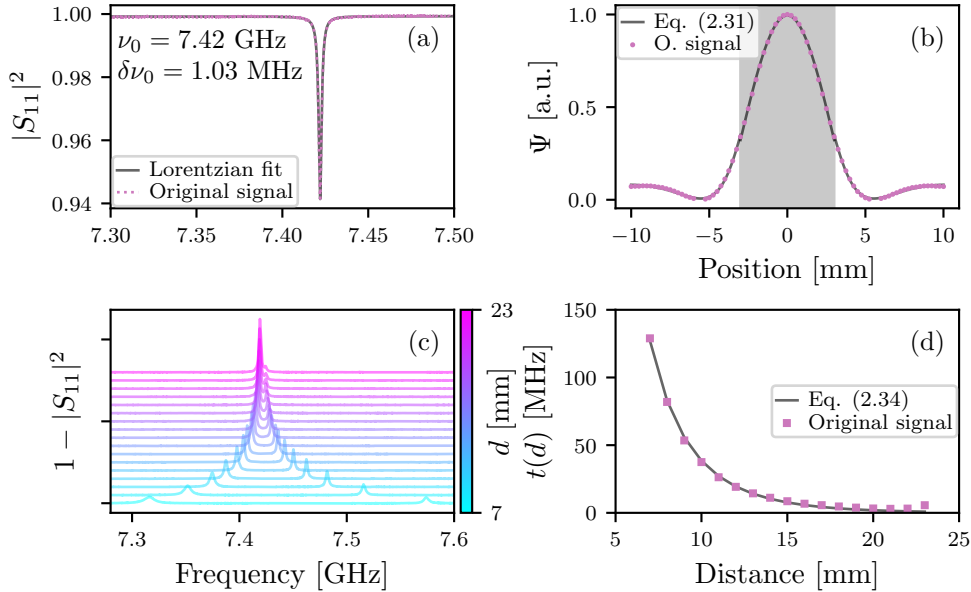 (a)
ν₀ = 7.42 GHz
δν₀ = 1.03 MHz
|S₁₁|²
1.00
0.98
0.96
0.94
Lorentzian fit
Original signal
7.30
7.35
7.40
7.45
7.50
(b)
Eq. (2.31)
O. signal
Ψ [a.u.]
1.0
0.5
0.0
−10
−5
0
5
10
Position [mm]
(c)
1 − |S₁₁|²
7.3
7.4
7.5
7.6
Frequency [GHz]
23
d [mm]
7
(d)
t(d) [MHz]
150
100
50
0
Eq. (2.34)
Original signal
5
10
15
20
25
Distance [mm]